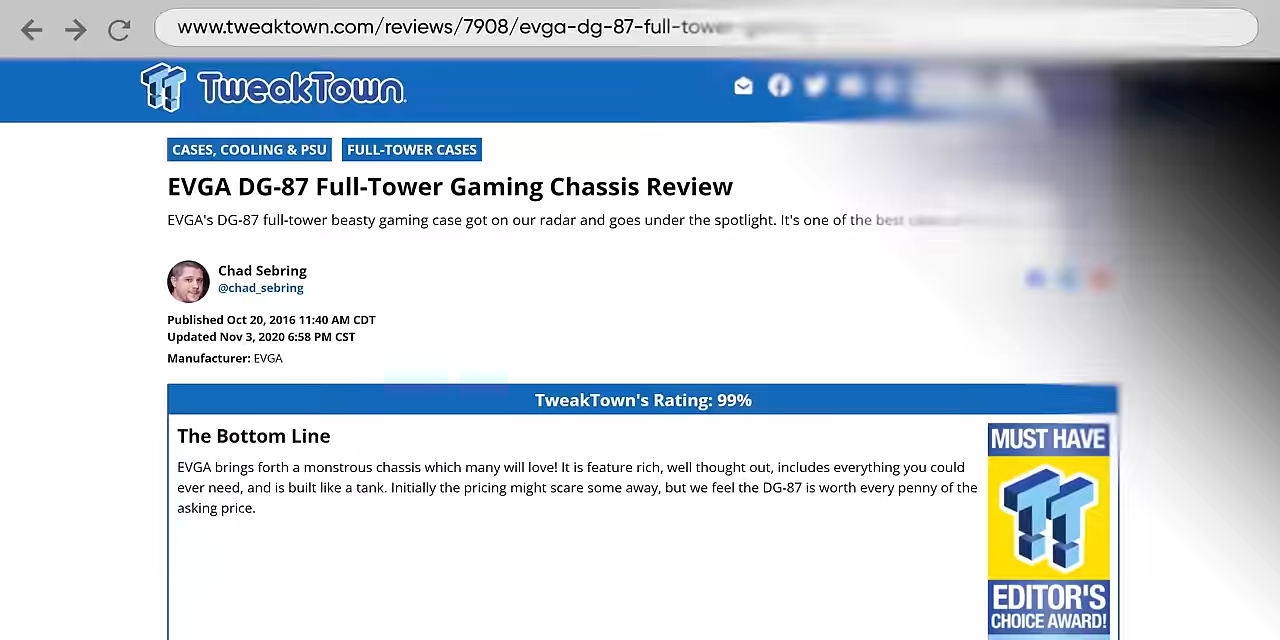 www.tweaktown.com/reviews/7908/evga-dg-87-full-tower-gaming
TweakTown.
CASES, COOLING & PSU FULL-TOWER CASES
EVGA DG-87 Full-Tower Gaming Chassis Review
EVGA's DG-87 full-tower beasty gaming case got on our radar and goes under the spotlight. It's one of the best
Chad Sebring
@chad_sebring
Published Oct 20, 2016 11:40 AM CDT
Updated Nov 3, 2020 6:58 PM CST
Manufacturer: EVGA
TweakTown's Rating: 99%
The Bottom Line
EVGA brings forth a monstrous chassis which many will love! It is feature rich, well thought out, includes everything you could
ever need, and is built like a tank. Initially the pricing might scare some away, but we feel the DG-87 is worth every penny of the
asking price.
MUST HAVE
TT
EDITOR'S
CHOICE AWARD!